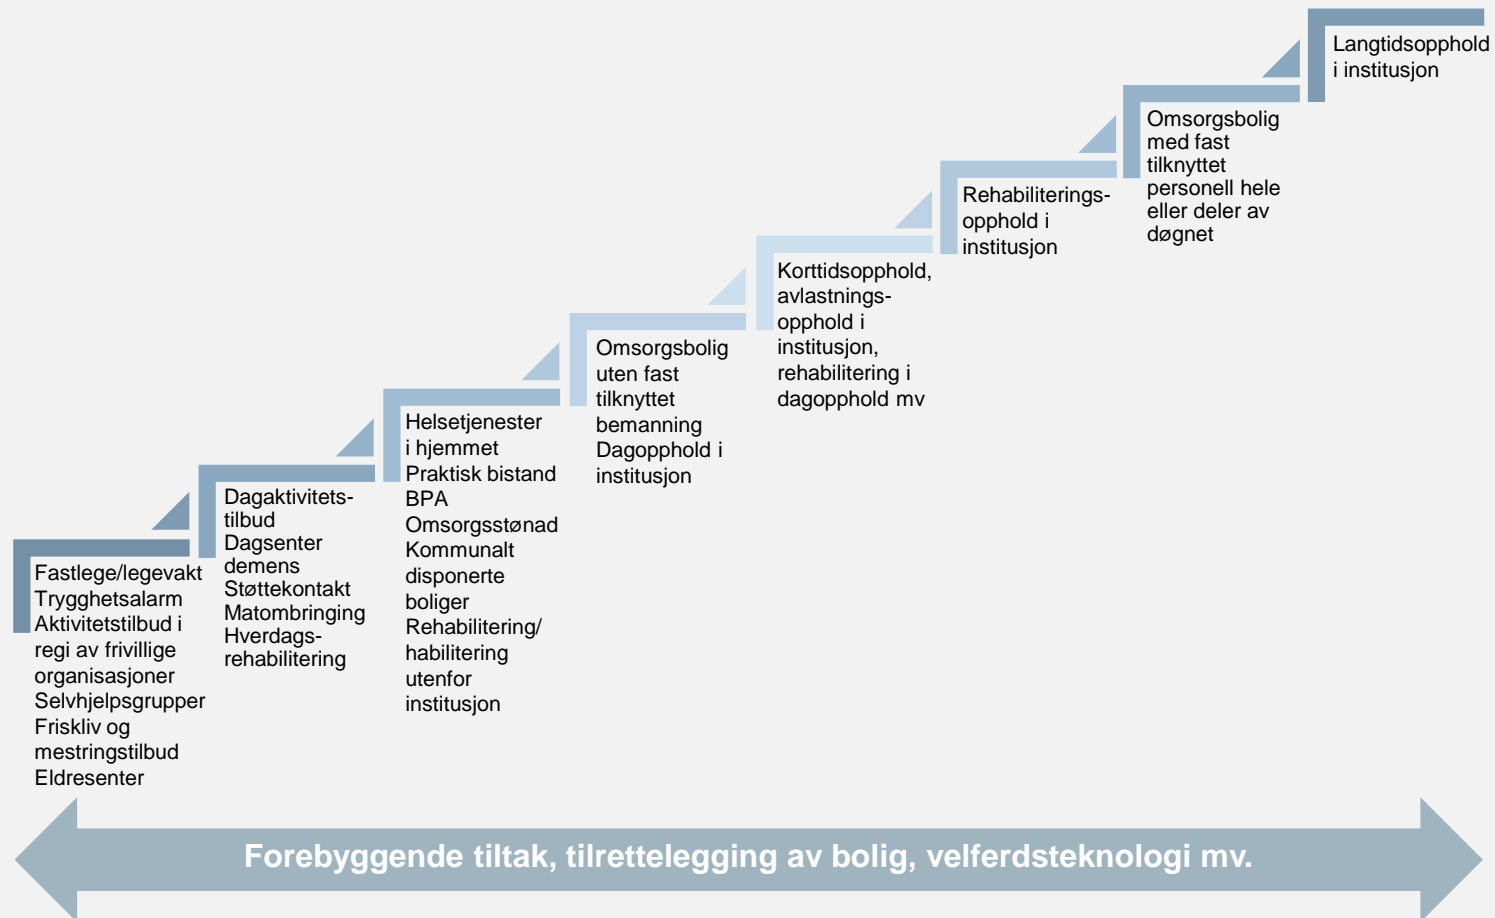 Fastlege/legevakt
Trygghetsalarm
Aktivitetstilbud i
regi av frivillige
organisasjoner
Selvhjelpsgrupper
Friskliv og
mestringstilbud
Eldresenter
Dagaktivitets-
tilbud
Dagsenter
demens
Støttekontakt
Matombringing
Hverdags-
rehabilitering
Helsetjenester
i hjemmet
Praktisk bistand
BPA
Omsorgsstønad
Kommunalt
disponerte
boliger
Rehabilitering/
habilitering
utenfor
institusjon
Omsorgsbolig
uten fast
tilknyttet
bemanning
Dagopphold i
institusjon
Korttidsopphold,
avlastnings-
opphold i
institusjon,
rehabilitering i
dagopphold mv
Rehabiliterings-
opphold i
institusjon
Omsorgsbolig
med fast
tilknyttet
personell hele
eller deler av
døgnet
Langtidsopphold
i institusjon
Forebyggende tiltak, tilrettelegging av bolig, velferdsteknologi mv.